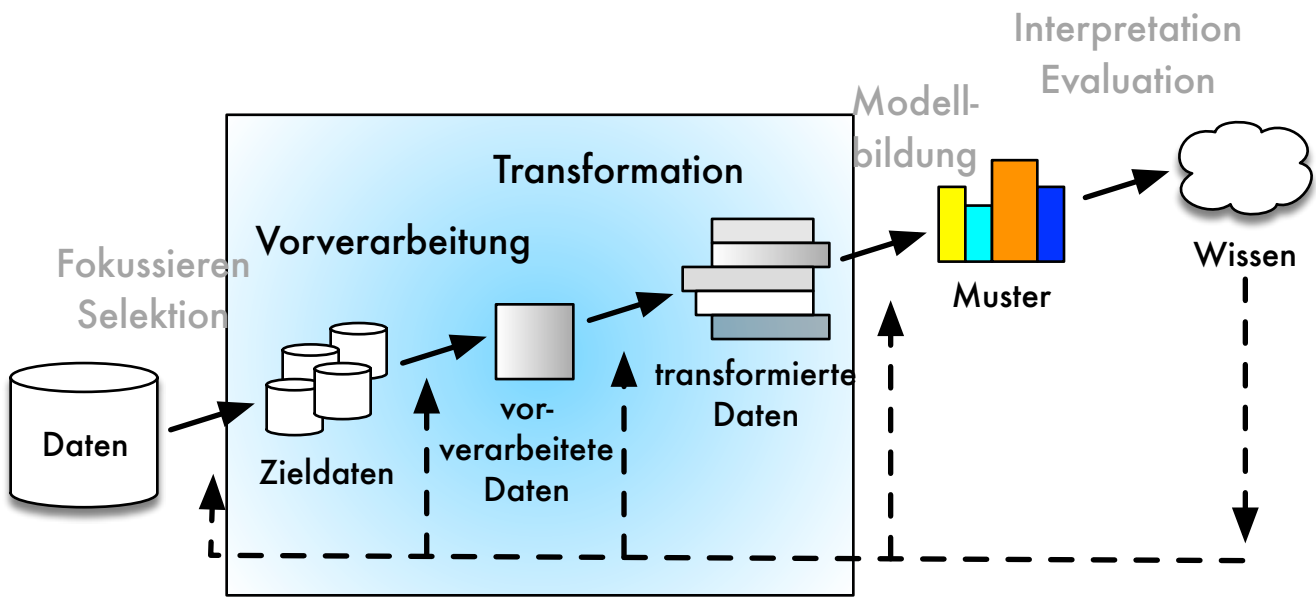 Interpretation
Evaluation
Modell-
bildung
Transformation
Vorverarbeitung
Fokussieren
Selektion
Wissen
Muster
transformierte
Daten
vor-
verarbeitete
Daten
Daten
Zieldaten